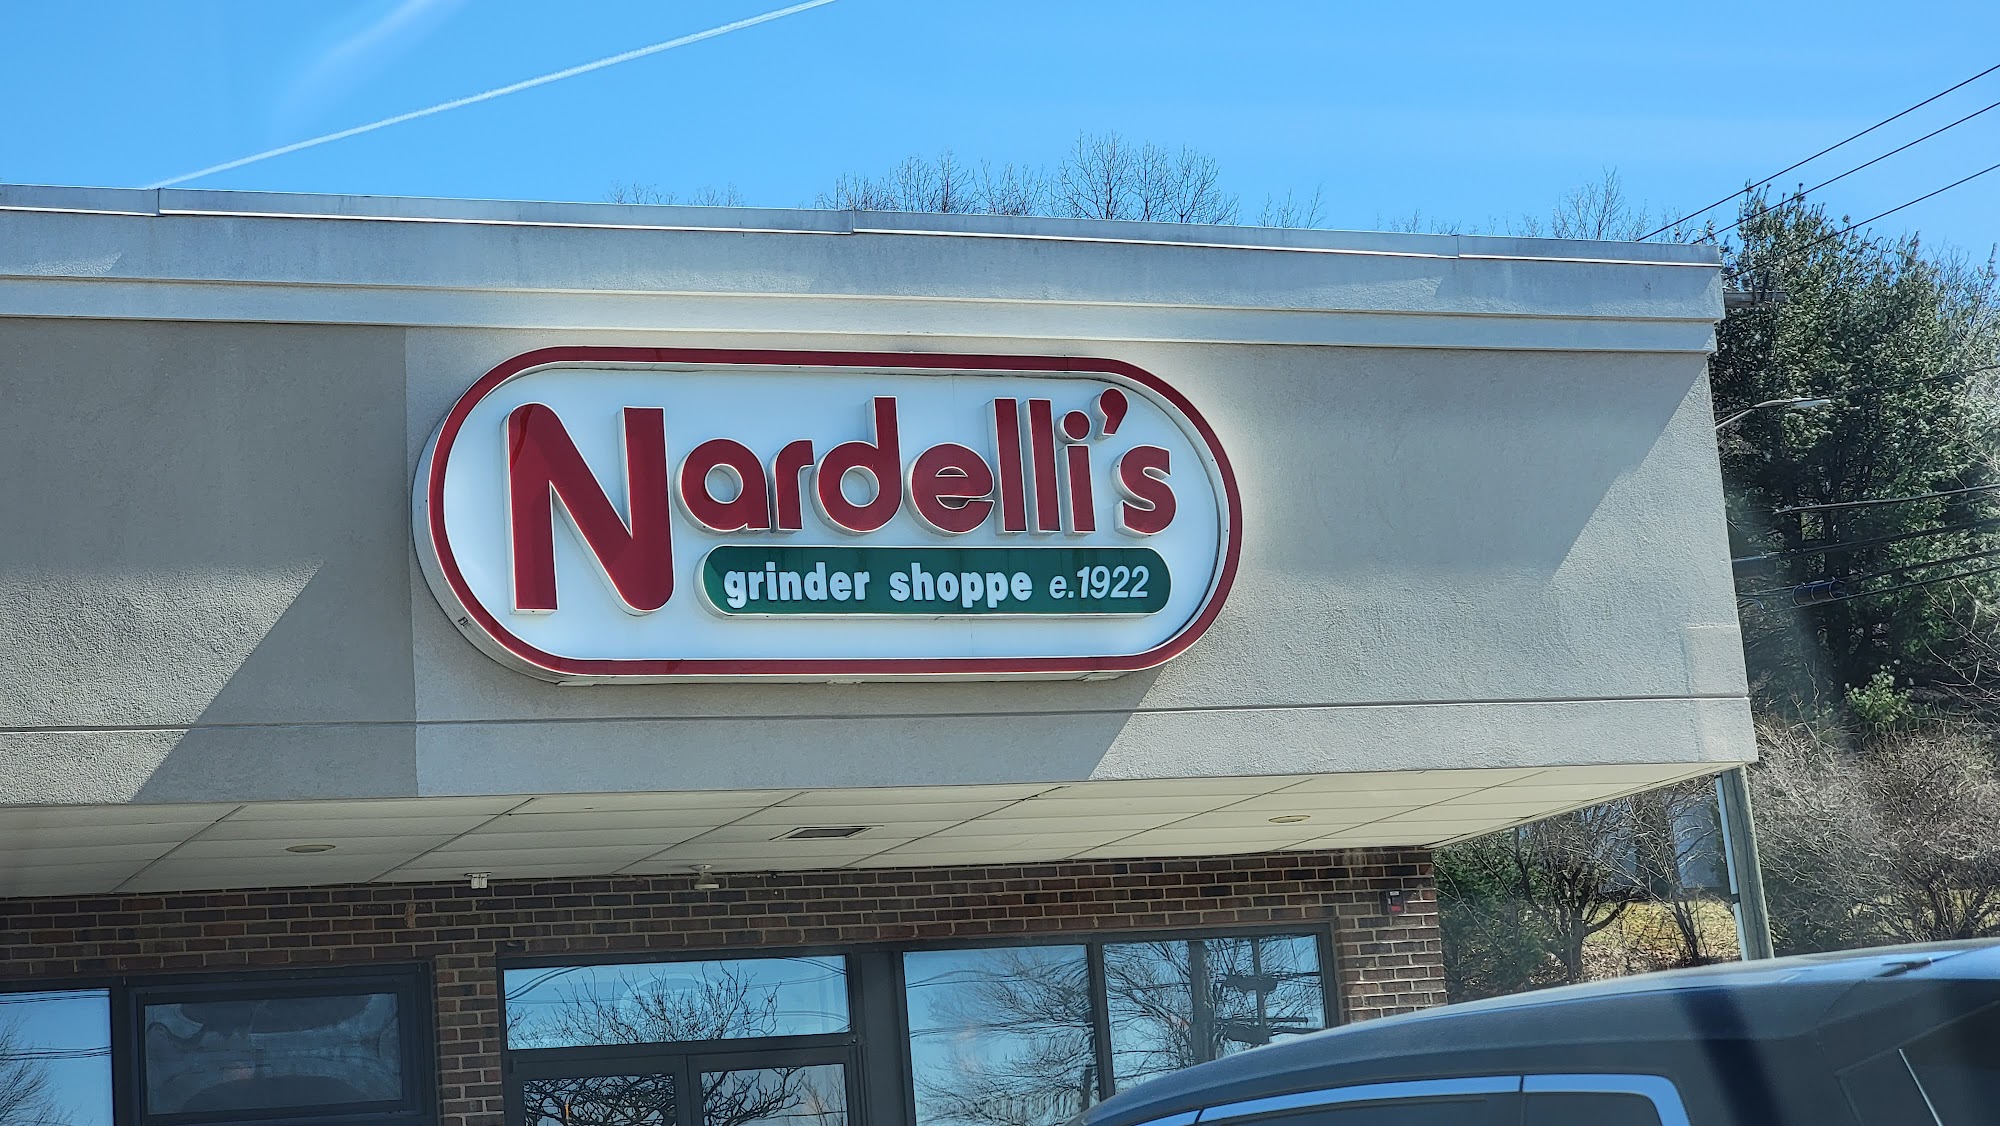 Nardelli's
grinder shoppe e.1922